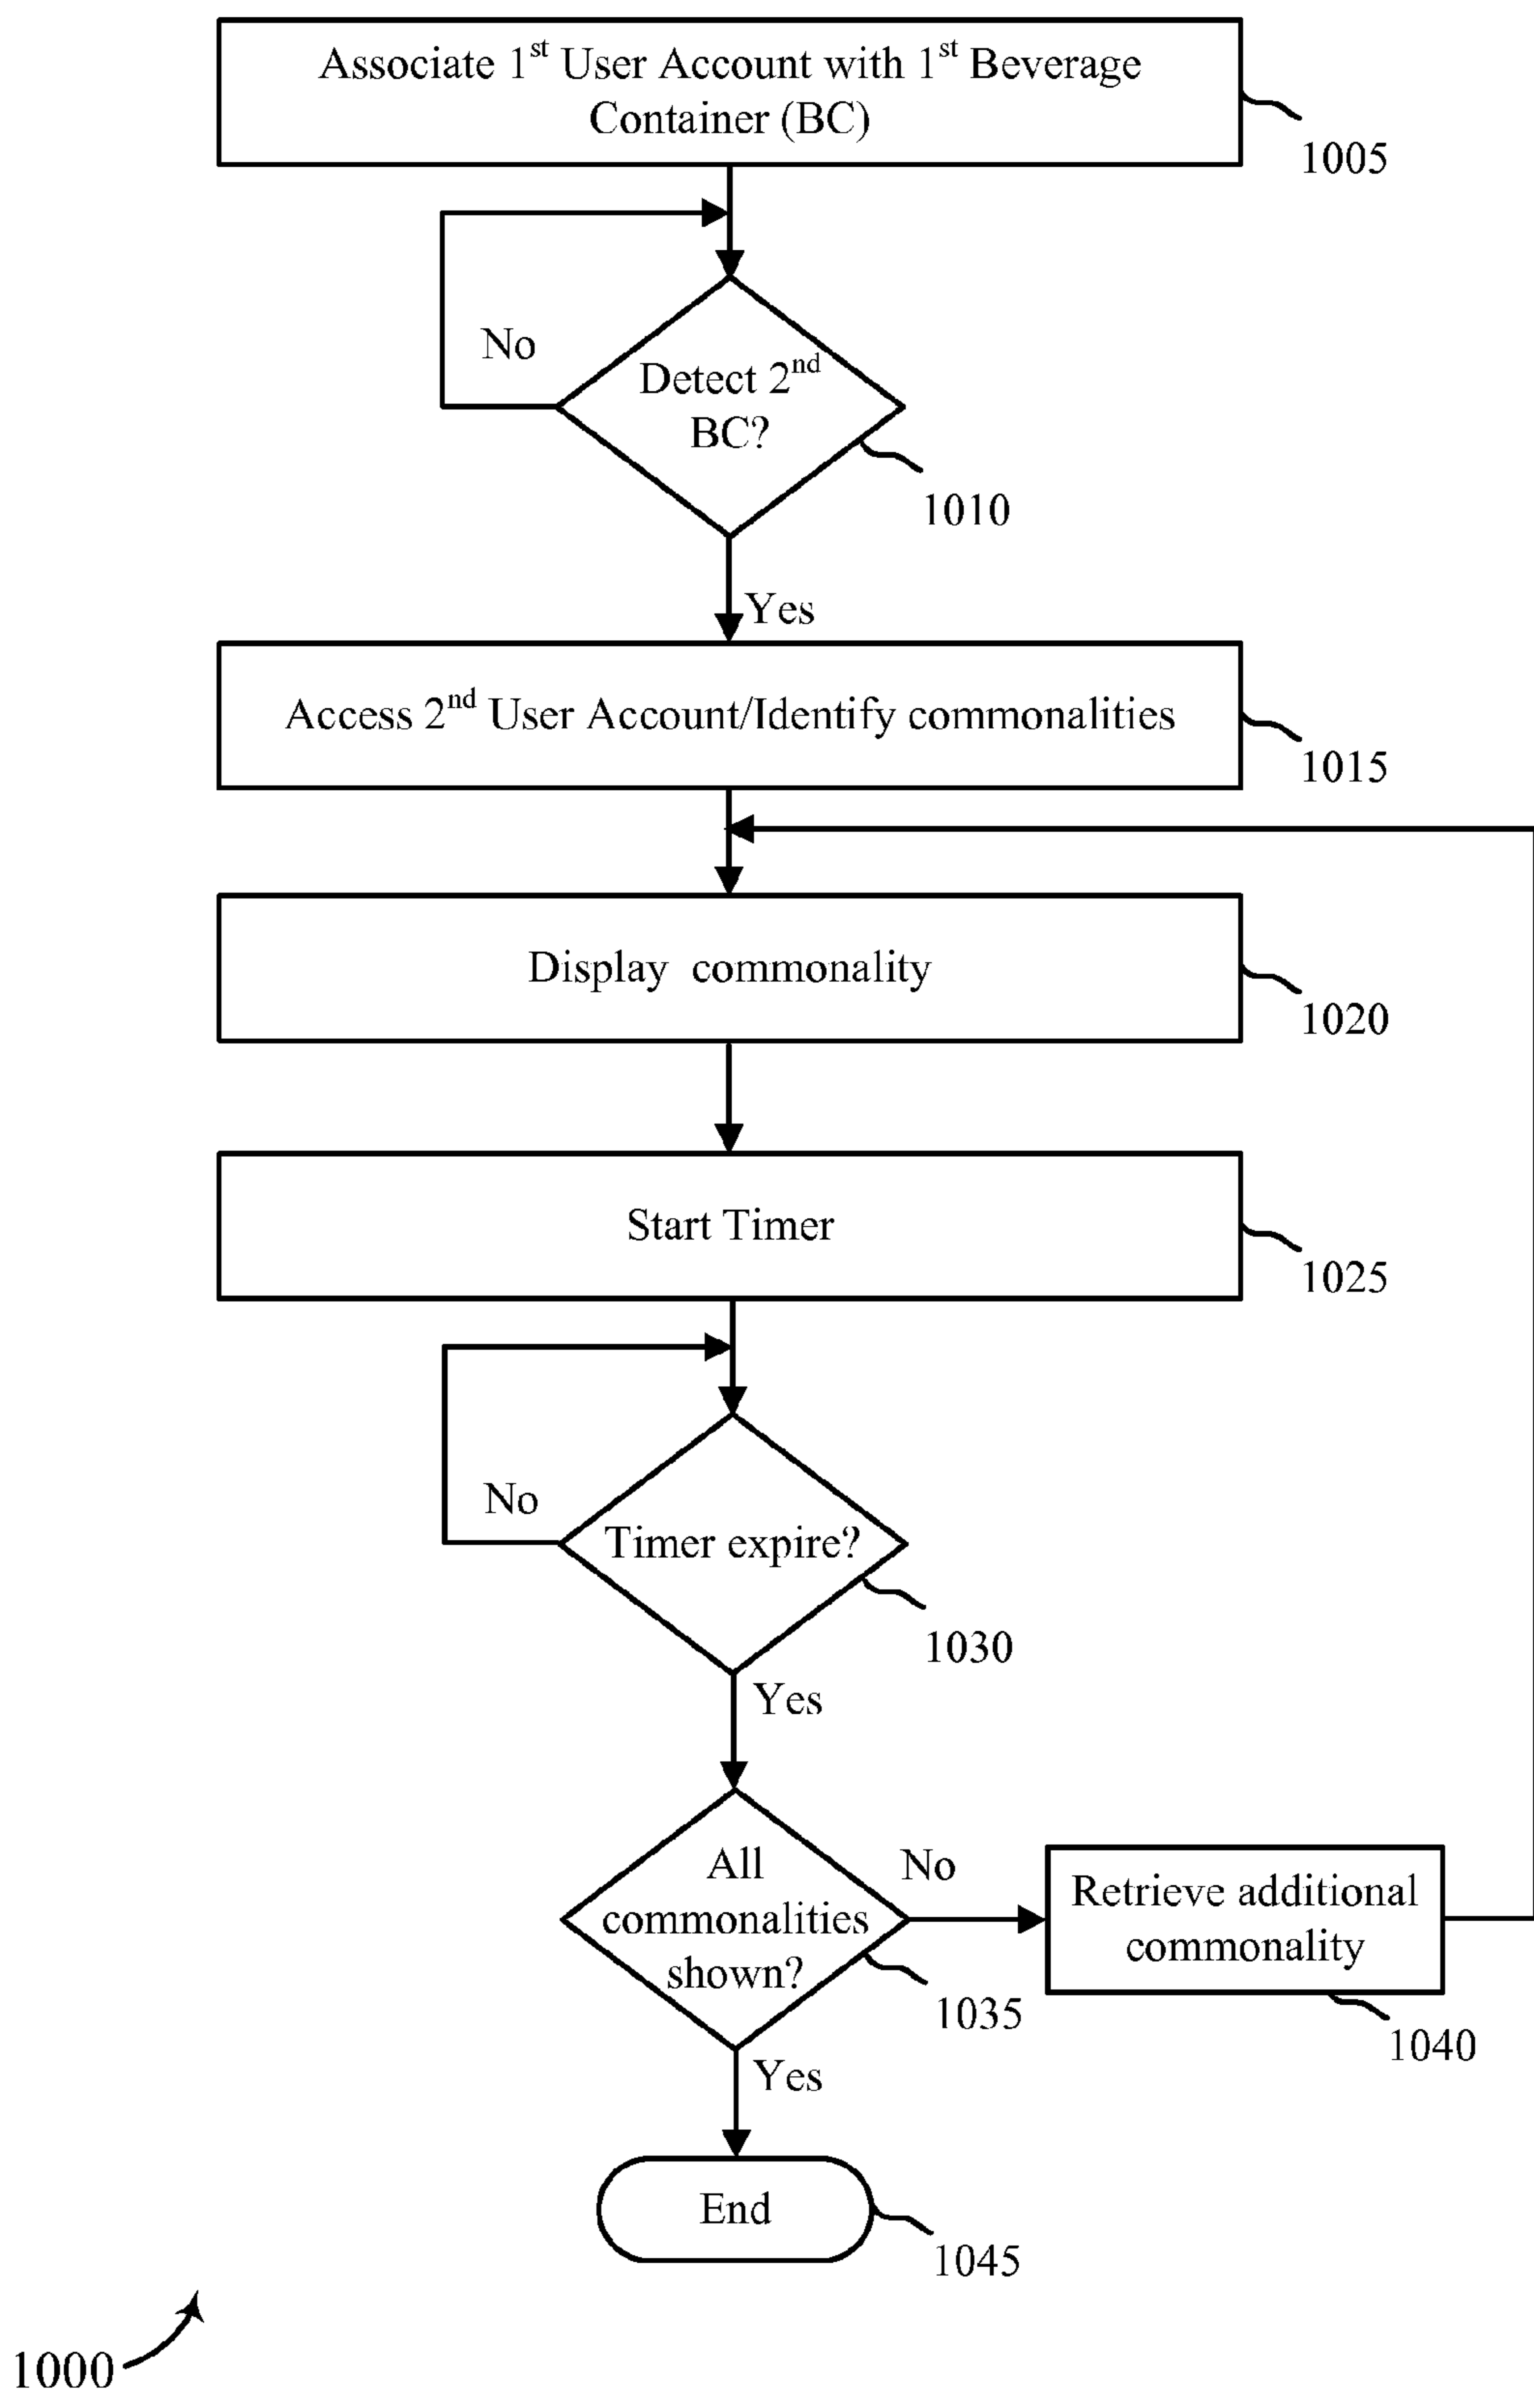 Associate 1st User Account with 1st Beverage
Container (BC)
1005
No
Detect 2nd
BC?
1010
Yes
Access 2nd User Account/Identify commonalities
1015
Display commonality
1020
Start Timer
1025
No
Timer expire?
1030
Yes
All
commonalities
shown?
No
1035
Retrieve additional
commonality
1040
Yes
End
1045
1000